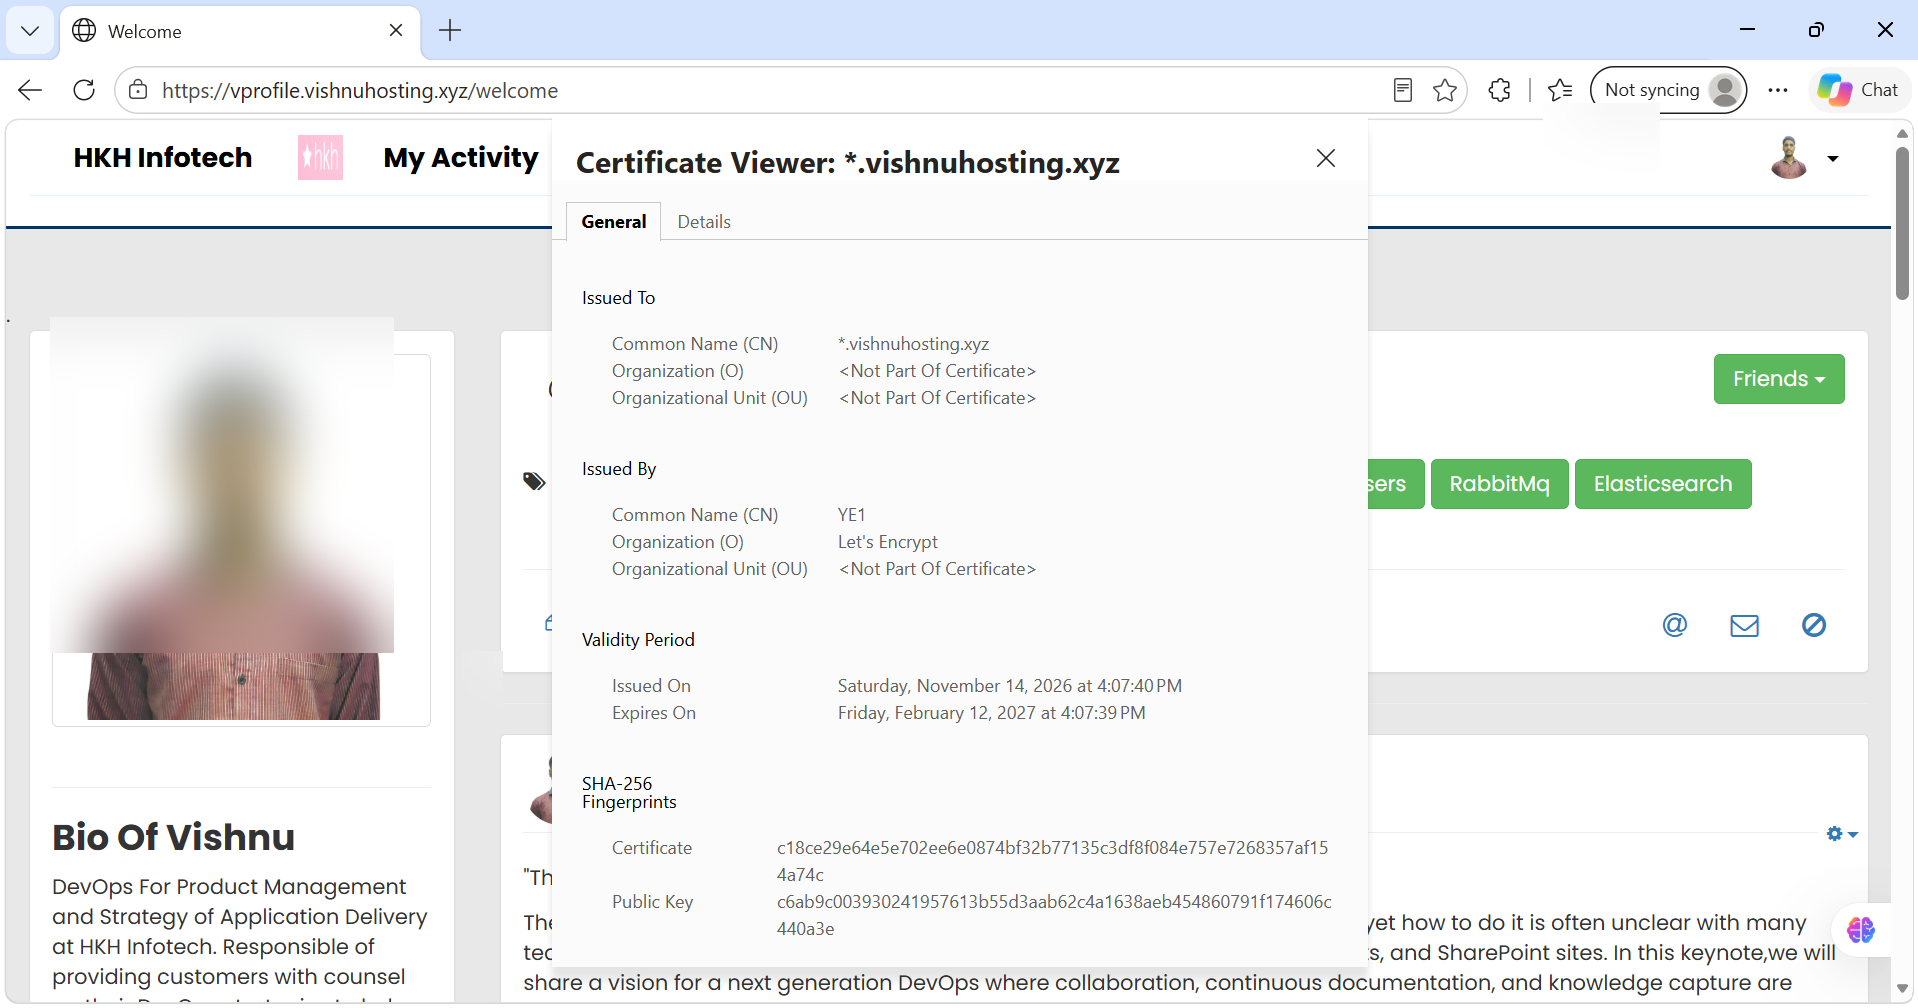 Welcome
https://vprofile.vishnuhosting.xyz/welcome
Not syncing
Chat
HKH Infotech
hkh
My Activity
Certificate Viewer: *.vishnuhosting.xyz
General
Details
Issued To
Common Name (CN) *.vishnuhosting.xyz
Organization (O) <Not Part Of Certificate>
Organizational Unit (OU) <Not Part Of Certificate>
Issued By
Common Name (CN) YE1
Organization (O) Let's Encrypt
Organizational Unit (OU) <Not Part Of Certificate>
Validity Period
Issued On Saturday, November 14, 2026 at 4:07:40 PM
Expires On Friday, February 12, 2027 at 4:07:39 PM
SHA-256
Fingerprints
Certificate c18ce29e64e5e702ee6e0874bf32b77135c3df8f084e757e7268357af15
4a74c
Public Key c6ab9c003930241957613b55d3aab62c4a1638aeb454860791f174606c
440a3e
Friends
sers
RabbitMq
Elasticsearch
@
Bio Of Vishnu
DevOps For Product Management
and Strategy of Application Delivery
at HKH Infotech. Responsible of
providing customers with counsel
"Th
The yet how to do it is often unclear with many
tea s, and SharePoint sites. In this keynote,we will
share a vision for a next generation DevOps where collaboration, continuous documentation, and knowledge capture are